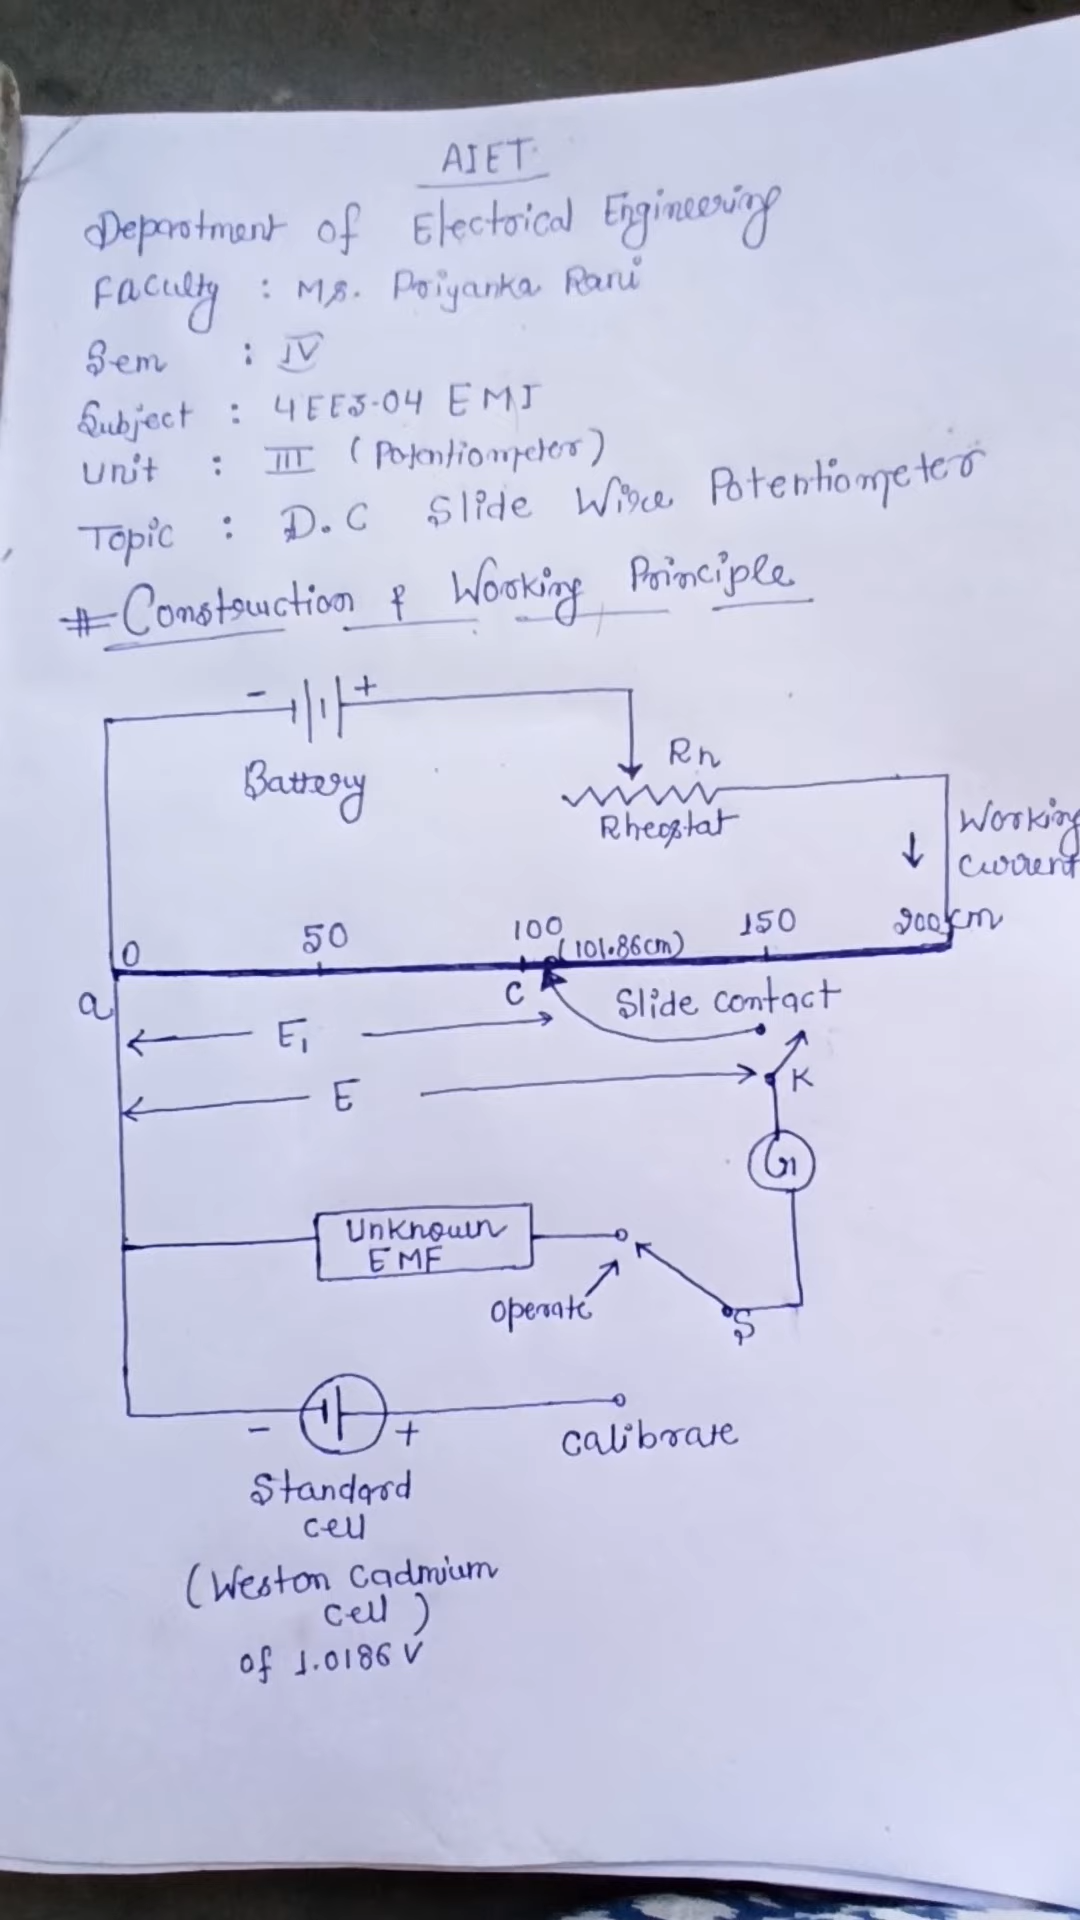 AIET
Department of Electrical Engineering
Faculty : Ms. Priyanka Rani
Sem : IV
Subject : 4EE3-04 EMI
Unit : III (Potentiometer)
Topic : D.C Slide Wire Potentiometer
# Construction & Working Principle
- +
Battery
Rh
Rheostat
Working
Current
0 50 100 (101.86cm) 150 200cm
a
C
Slide contact
E1
E
K
G
Unknown
EMF
operate
S
- +
calibrate
Standard
cell
(Weston Cadmium
cell)
of 1.0186 V